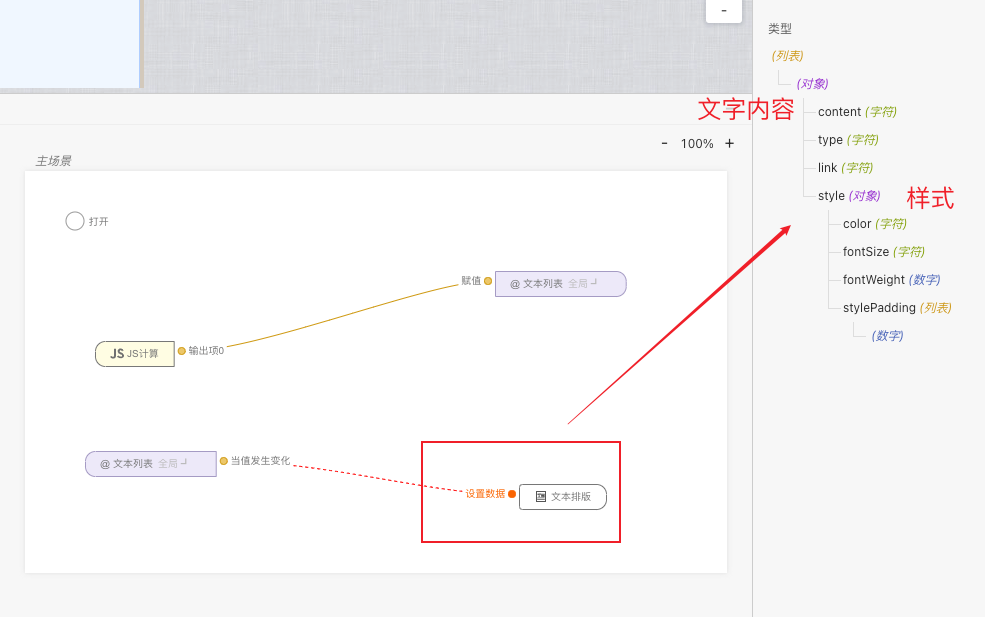 -
类型
(列表)
(对象)
文字内容
content (字符)
type (字符)
link (字符)
style (对象)
样式
color (字符)
fontSize (字符)
fontWeight (数字)
stylePadding (列表)
(数字)
- 100% +
主场景
打开
赋值
@ 文本列表 全局
JS JS计算
输出项0
@ 文本列表 全局
当值发生变化
设置数据
文本排版